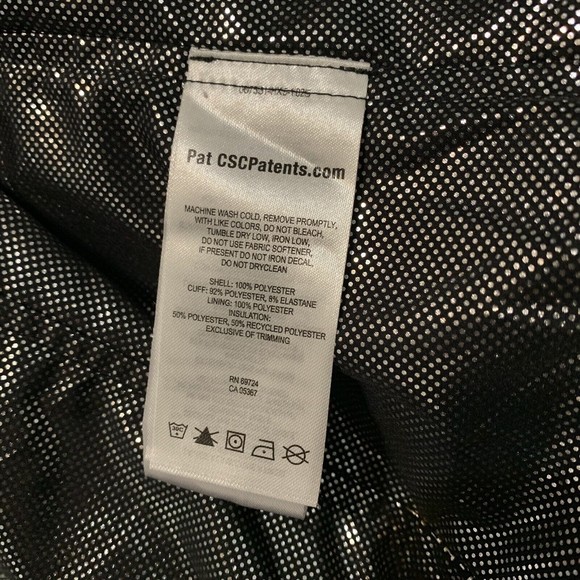 Pat CSCPatents.com
MACHINE WASH COLD, REMOVE PROMPTLY,
WITH LIKE COLORS, DO NOT BLEACH,
TUMBLE DRY LOW, IRON LOW,
DO NOT USE FABRIC SOFTENER,
IF PRESENT DO NOT IRON DECAL.
DO NOT DRYCLEAN
SHELL: 100% POLYESTER
CUFF: 92% POLYESTER, 8% ELASTANE
LINING: 100% POLYESTER
INSULATION:
50% POLYESTER, 50% RECYCLED POLYESTER
EXCLUSIVE OF TRIMMING
RN 69724
CA 05367
30C